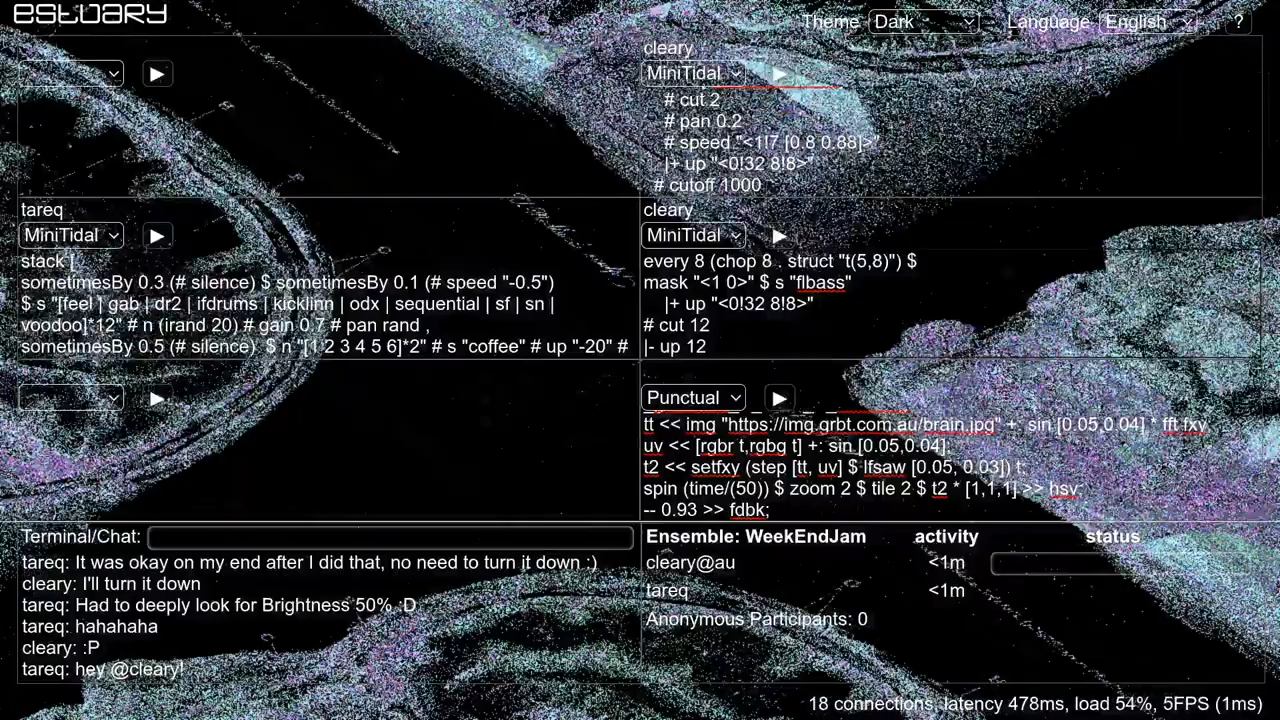 estuary
Theme Dark Language English ?
cleary
MiniTidal
# cut 2
# pan 0.2
# speed "<1!7 [0.8 0.88]>"
|+ up "<0!32 8!8>"
# cutoff 1000
tareq
MiniTidal
stack [
sometimesBy 0.3 (# silence) $ sometimesBy 0.1 (# speed "-0.5")
$ s "[feel | gab | dr2 | ifdrums | kicklinn | odx | sequential | sf | sn |
voodoo]*12" # n (irand 20) # gain 0.7 # pan rand ,
sometimesBy 0.5 (# silence) $ n "[1 2 3 4 5 6]*2" # s "coffee" # up "-20" #
cleary
MiniTidal
every 8 (chop 8 . struct "t(5,8)") $
mask "<1 0>" $ s "flbass"
|+ up "<0!32 8!8>"
# cut 12
|- up 12
Punctual
tt << img "https://img.grbt.com.au/brain.jpg" + sin [0.05,0.04] * fft fxy
uv << [rgbr t,rgbg t] +: sin [0.05,0.04];
t2 << setfxy (step [tt, uv] $ lfsaw [0.05, 0.03]) t;
spin (time/(50)) $ zoom 2 $ tile 2 $ t2 * [1,1,1] >> hsv
-- 0.93 >> fdbk;
Terminal/Chat:
tareq: It was okay on my end after I did that, no need to turn it down :)
cleary: I'll turn it down
tareq: Had to deeply look for Brightness 50% :D
tareq: hahahaha
cleary: :P
tareq: hey @cleary!
Ensemble: WeekEndJam activity status
cleary@au <1m
tareq <1m
Anonymous Participants: 0
18 connections, latency 478ms, load 54%, 5FPS (1ms)